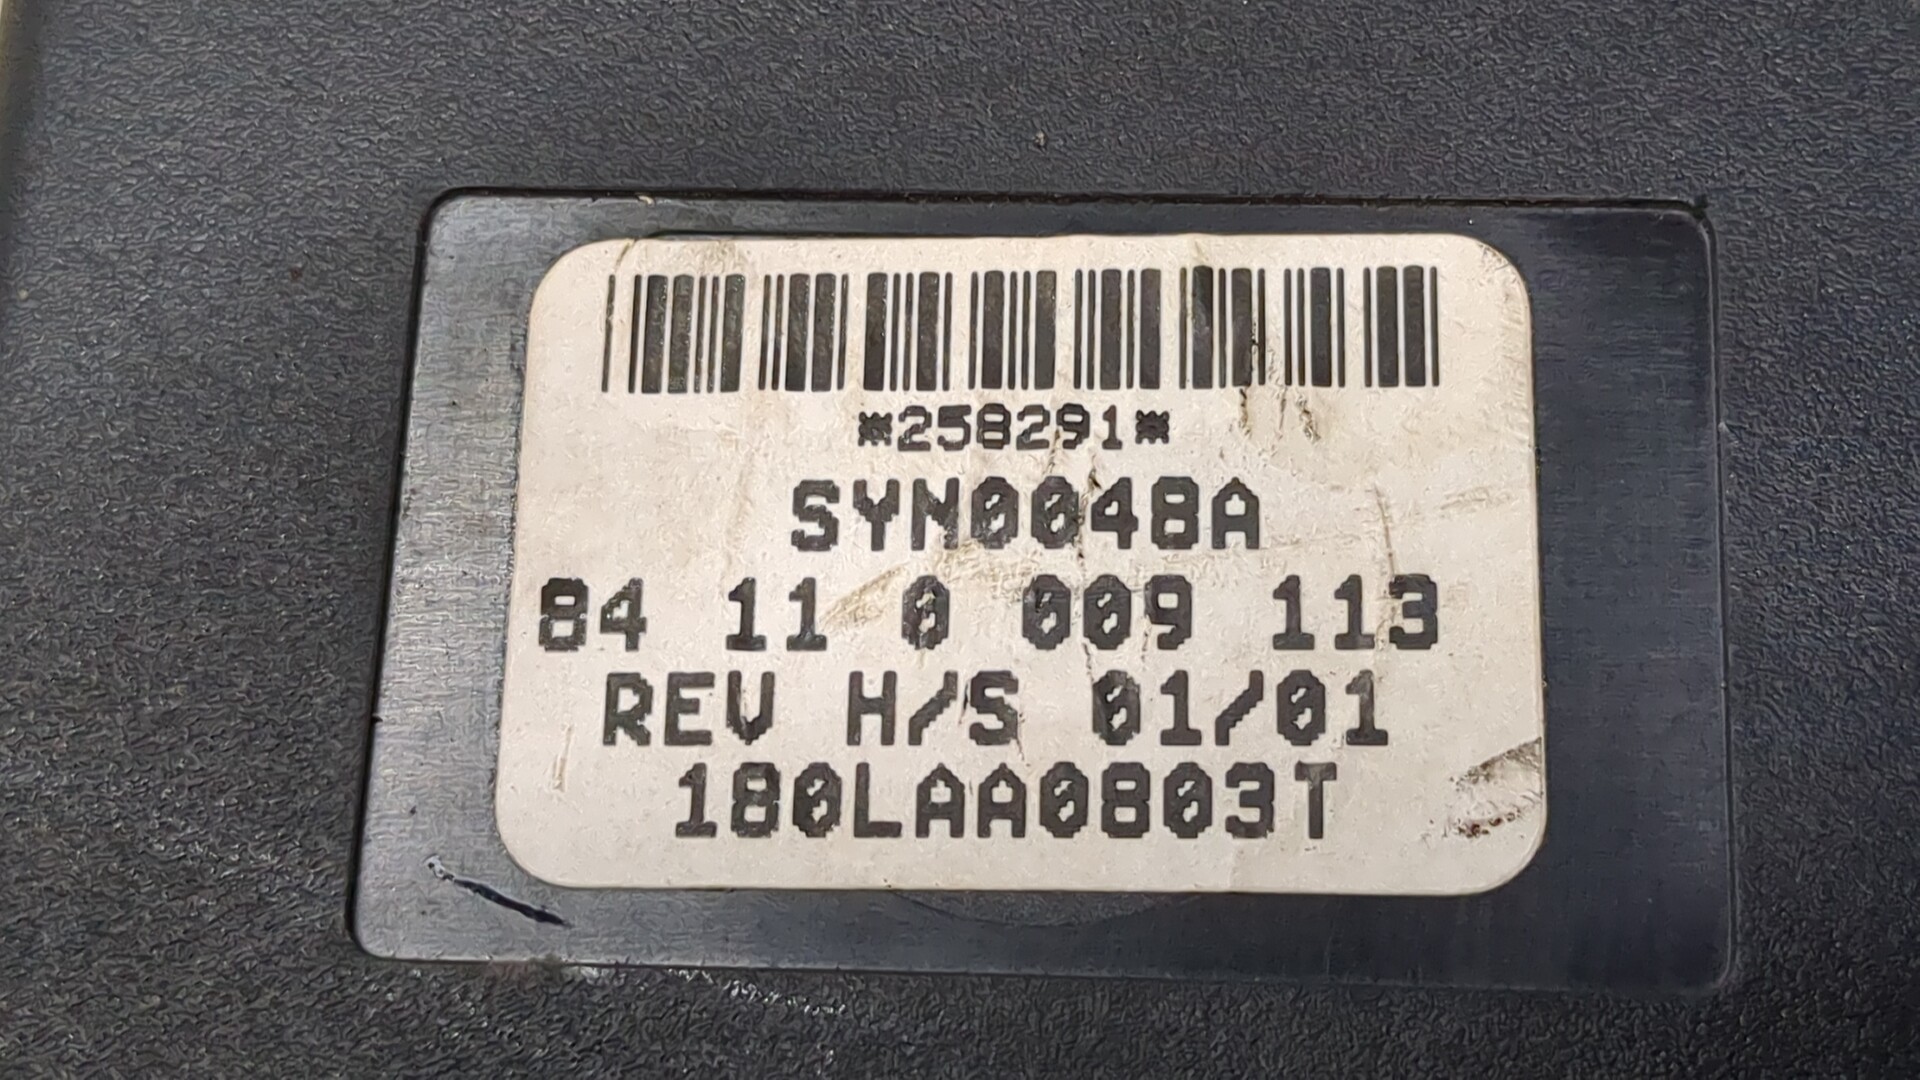 *258291*
SYN0048A
84 11 0 009 113
REV H/S 01/01
180LAA0803T